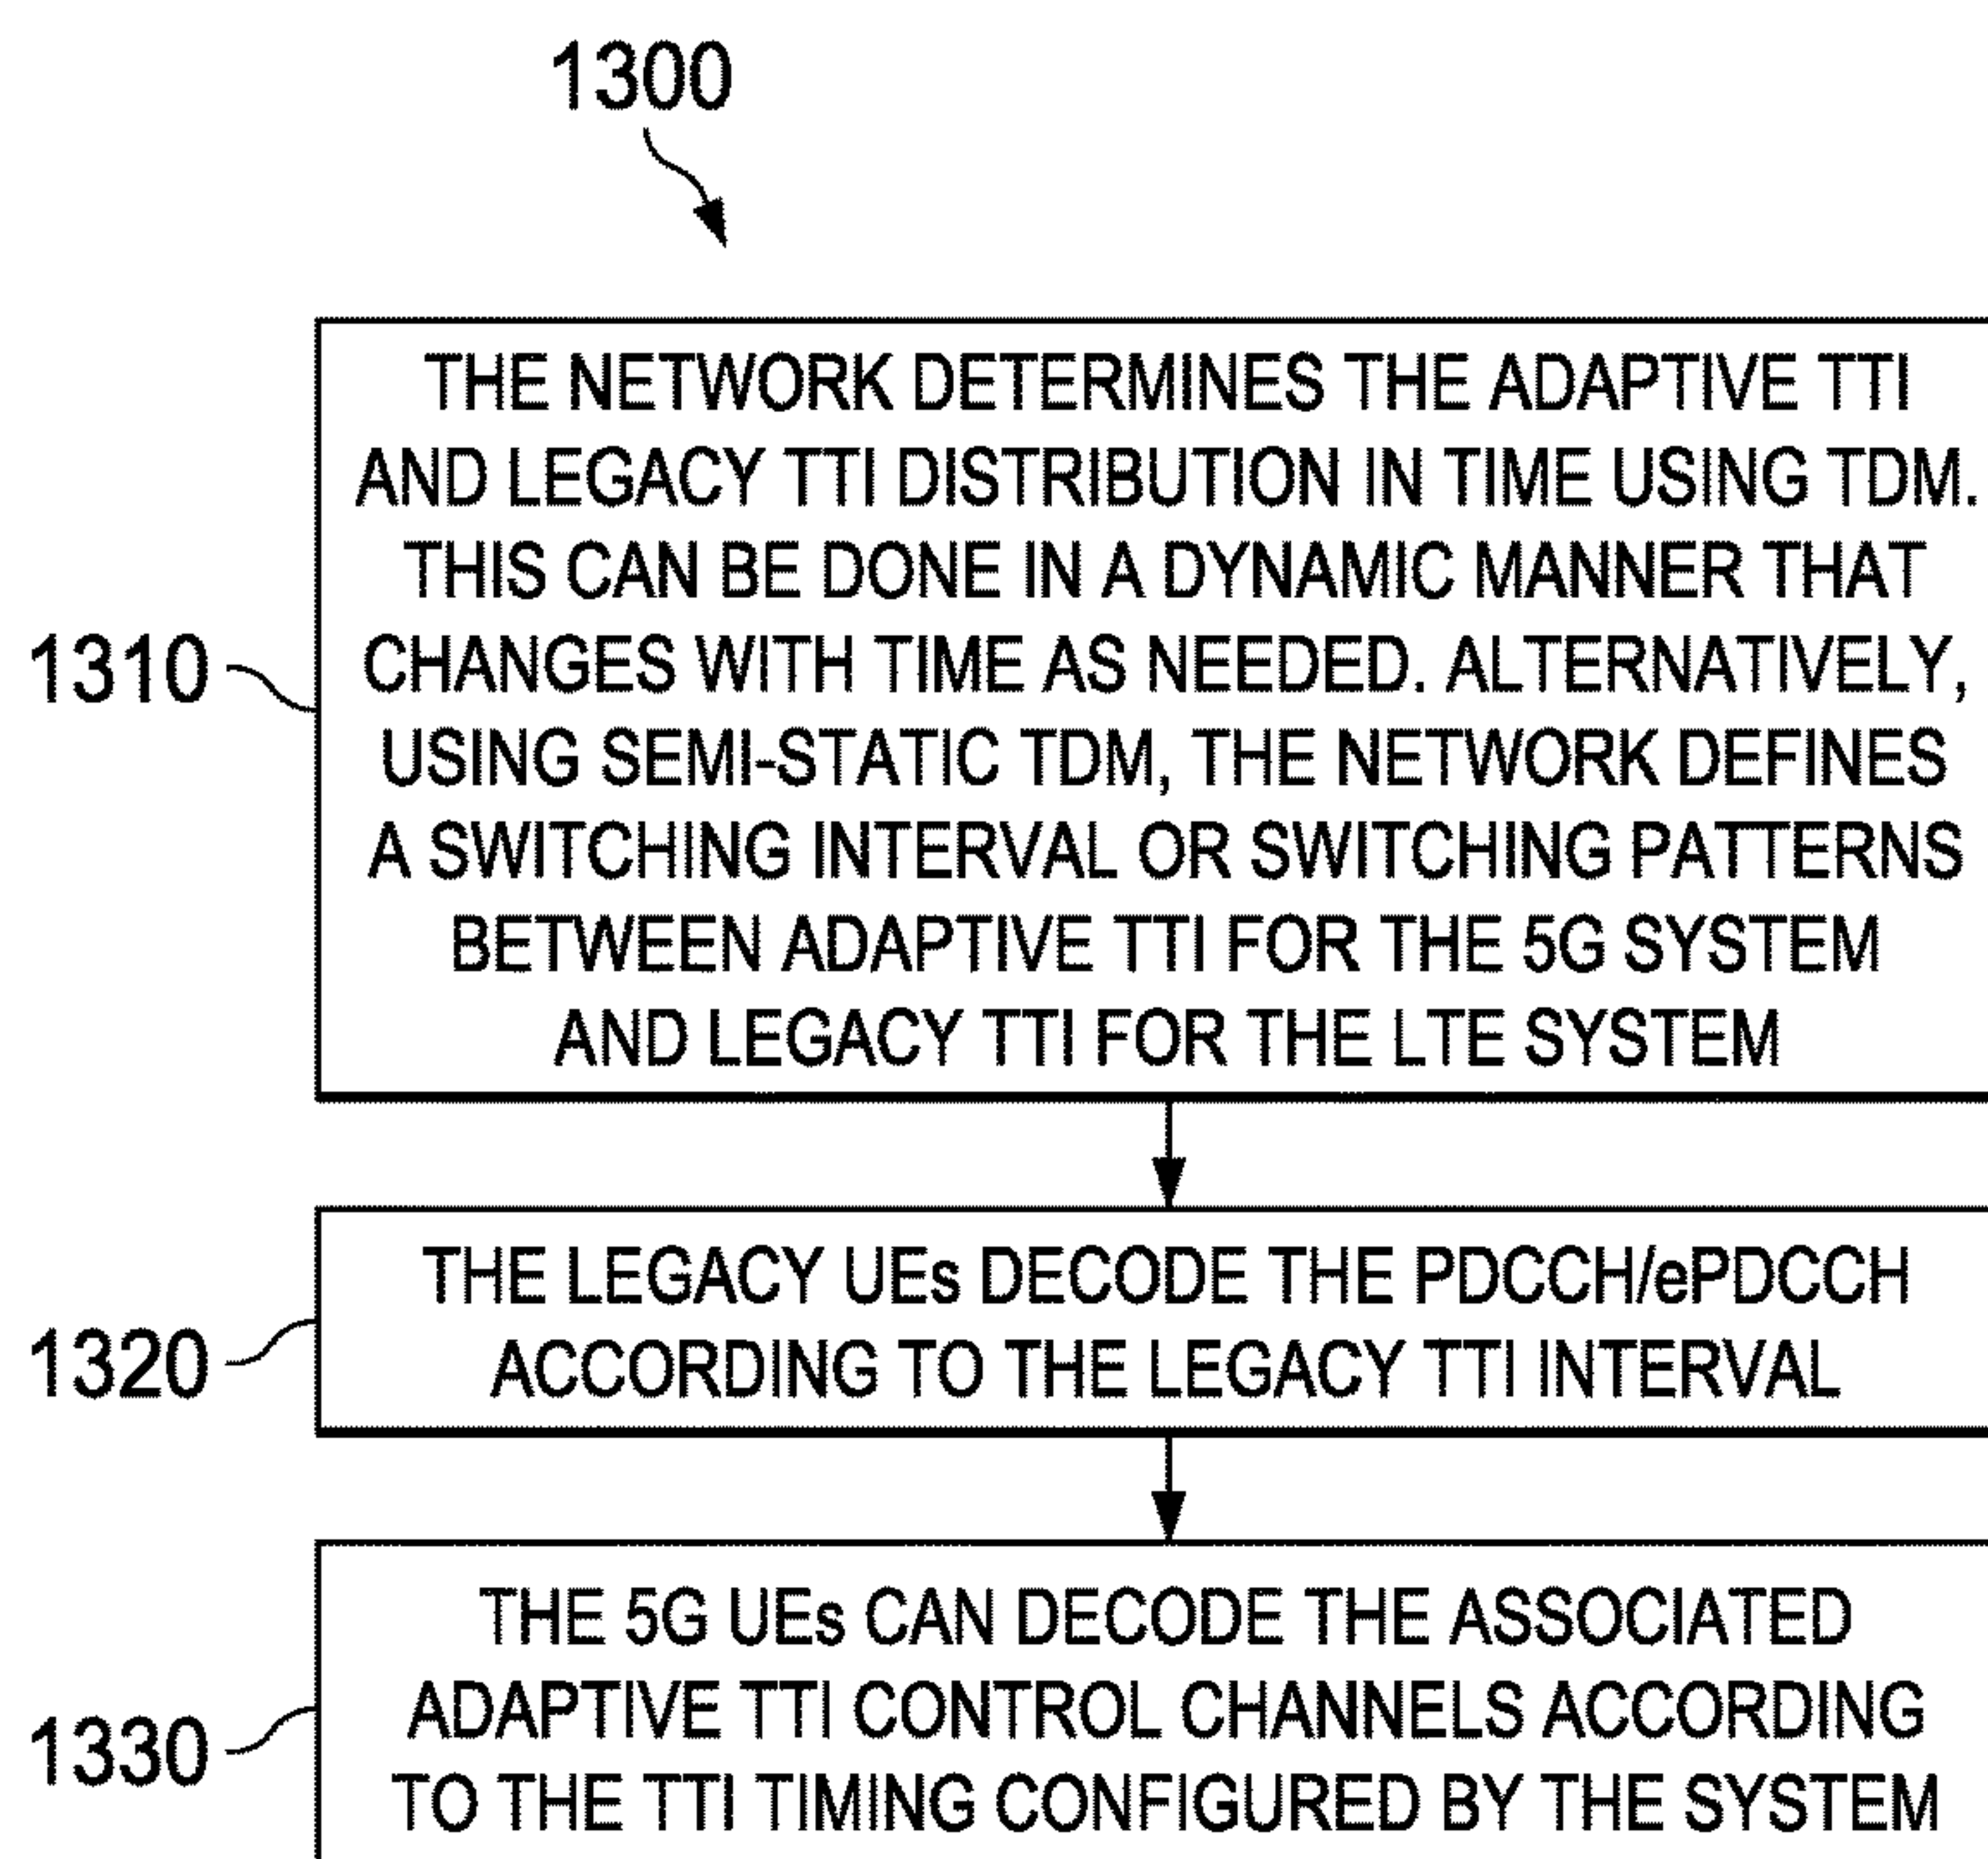 1300
THE NETWORK DETERMINES THE ADAPTIVE TTI
AND LEGACY TTI DISTRIBUTION IN TIME USING TDM.
THIS CAN BE DONE IN A DYNAMIC MANNER THAT
CHANGES WITH TIME AS NEEDED. ALTERNATIVELY,
1310
USING SEMI-STATIC TDM, THE NETWORK DEFINES
A SWITCHING INTERVAL OR SWITCHING PATTERNS
BETWEEN ADAPTIVE TTI FOR THE 5G SYSTEM
AND LEGACY TTI FOR THE LTE SYSTEM
THE LEGACY UEs DECODE THE PDCCH/ePDCCH
1320
ACCORDING TO THE LEGACY TTI INTERVAL
THE 5G UEs CAN DECODE THE ASSOCIATED
ADAPTIVE TTI CONTROL CHANNELS ACCORDING
1330
TO THE TTI TIMING CONFIGURED BY THE SYSTEM